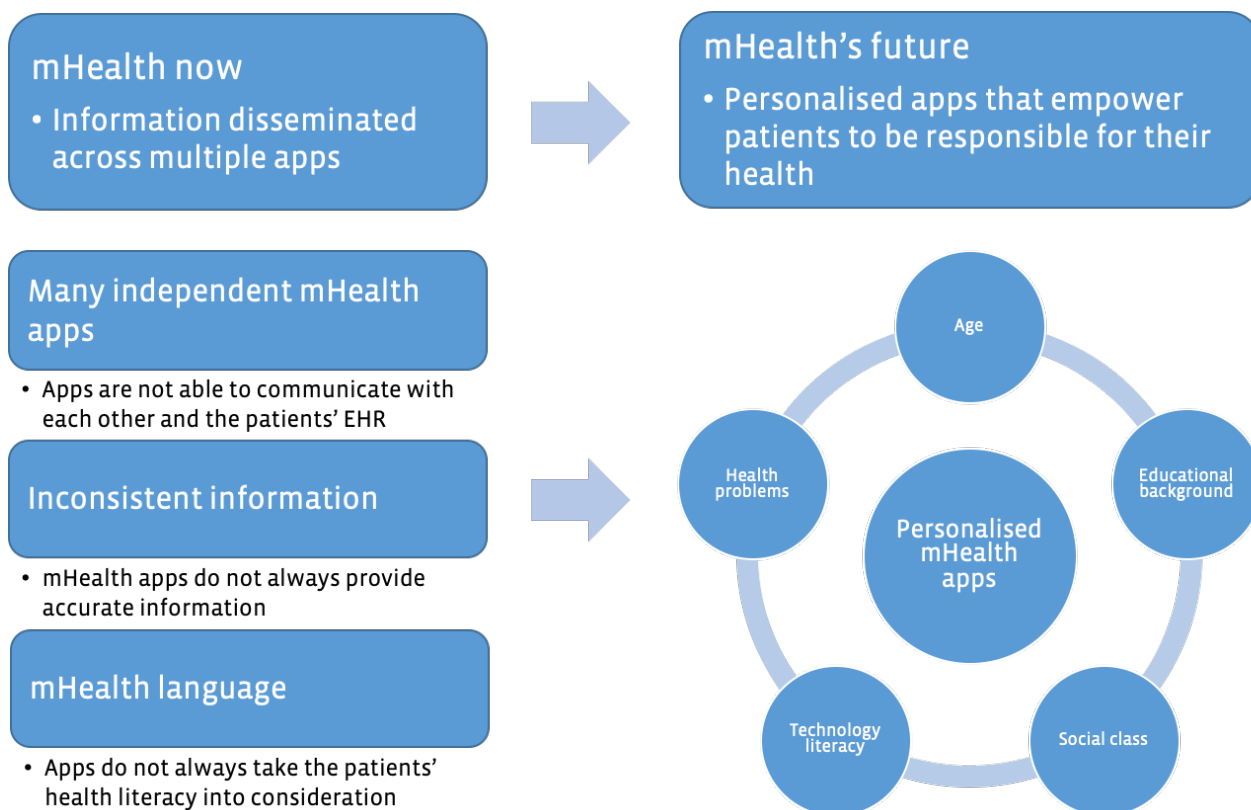 mHealth now
• Information disseminated
across multiple apps
mHealth's future
• Personalised apps that empower
patients to be responsible for their
health
Many independent mHealth
apps
• Apps are not able to communicate with
each other and the patients' EHR
Inconsistent information
• mHealth apps do not always provide
accurate information
mHealth language
• Apps do not always take the patients'
health literacy into consideration
Age
Health
problems
Educational
background
Personalised
mHealth
apps
Technology
literacy
Social class